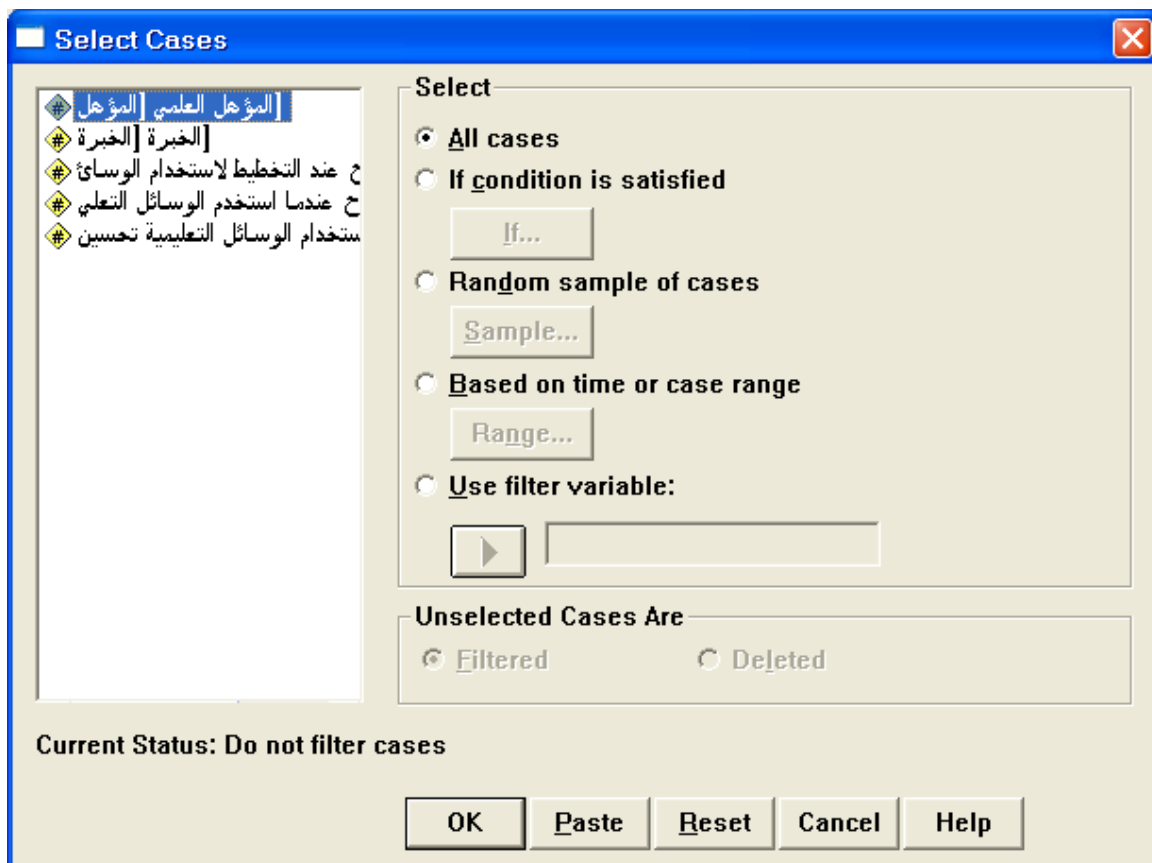 Select Cases
[المؤهل العلمي [المؤهل
[الخبرة [الخبرة
ح عند التخطيط لاستخدام الوسائ
ح عندما استخدم الوسائل التعلي
ستخدام الوسائل التعليمية تحسين
Select
All cases
If condition is satisfied
If...
Random sample of cases
Sample...
Based on time or case range
Range...
Use filter variable:
Unselected Cases Are
Filtered Deleted
Current Status: Do not filter cases
OK Paste Reset Cancel Help